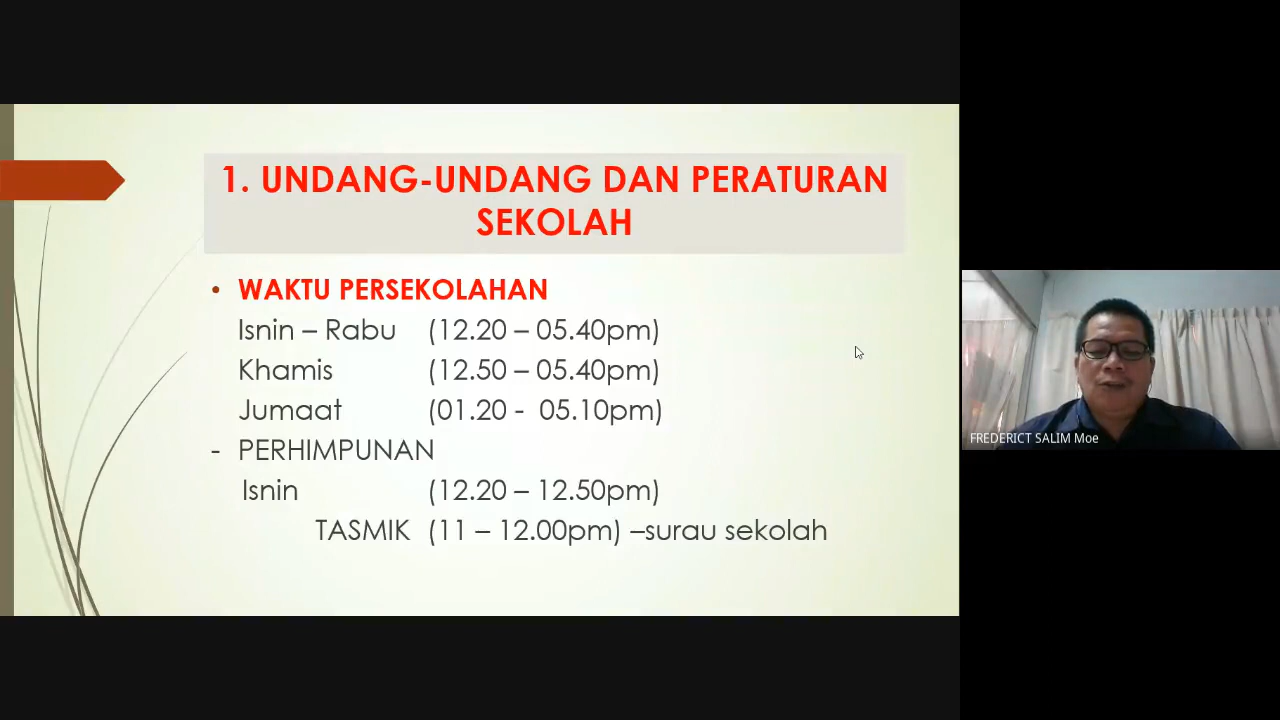 1. UNDANG-UNDANG DAN PERATURAN
SEKOLAH
• WAKTU PERSEKOLAHAN
Isnin – Rabu (12.20 – 05.40pm)
Khamis (12.50 – 05.40pm)
Jumaat (01.20 - 05.10pm)
- PERHIMPUNAN
Isnin (12.20 – 12.50pm)
TASMIK (11 – 12.00pm) –surau sekolah
FREDERICT SALIM Moe